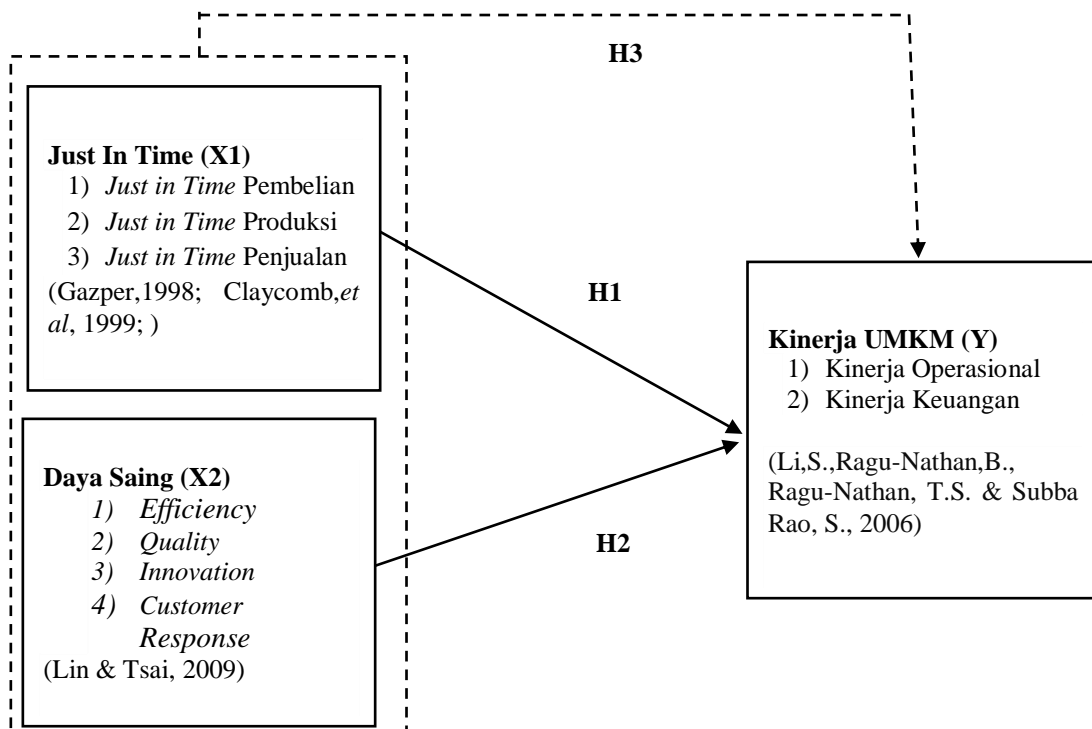 H3
Just In Time (X1)
1) Just in Time Pembelian
2) Just in Time Produksi
3) Just in Time Penjualan
(Gazper,1998; Claycomb,et
al, 1999; )
H1
Kinerja UMKM (Y)
1) Kinerja Operasional
2) Kinerja Keuangan
(Li,S.,Ragu-Nathan,B.,
Ragu-Nathan, T.S. & Subba
Rao, S., 2006)
Daya Saing (X2)
1) Efficiency
2) Quality
3) Innovation
4) Customer
Response
(Lin & Tsai, 2009)
H2